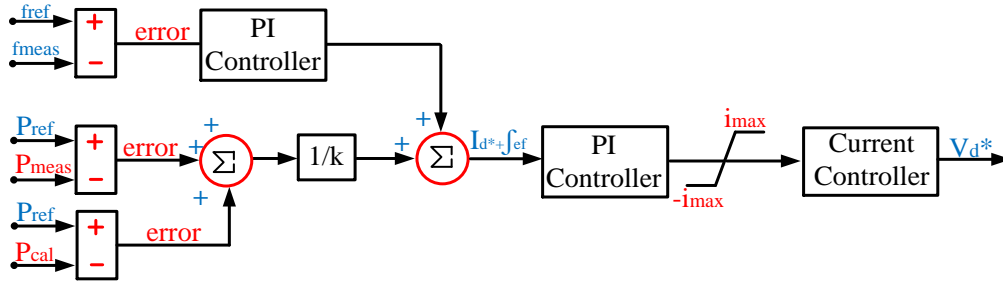 fref
fmeas
+
−
error
PI
Controller
Pref
Pmeas
+
−
error
+
+
+
Σ
1/k
+
+
Σ
Id*+∫ef
PI
Controller
imax
-imax
Current
Controller
Vd*
Pref
Pcal
+
−
error